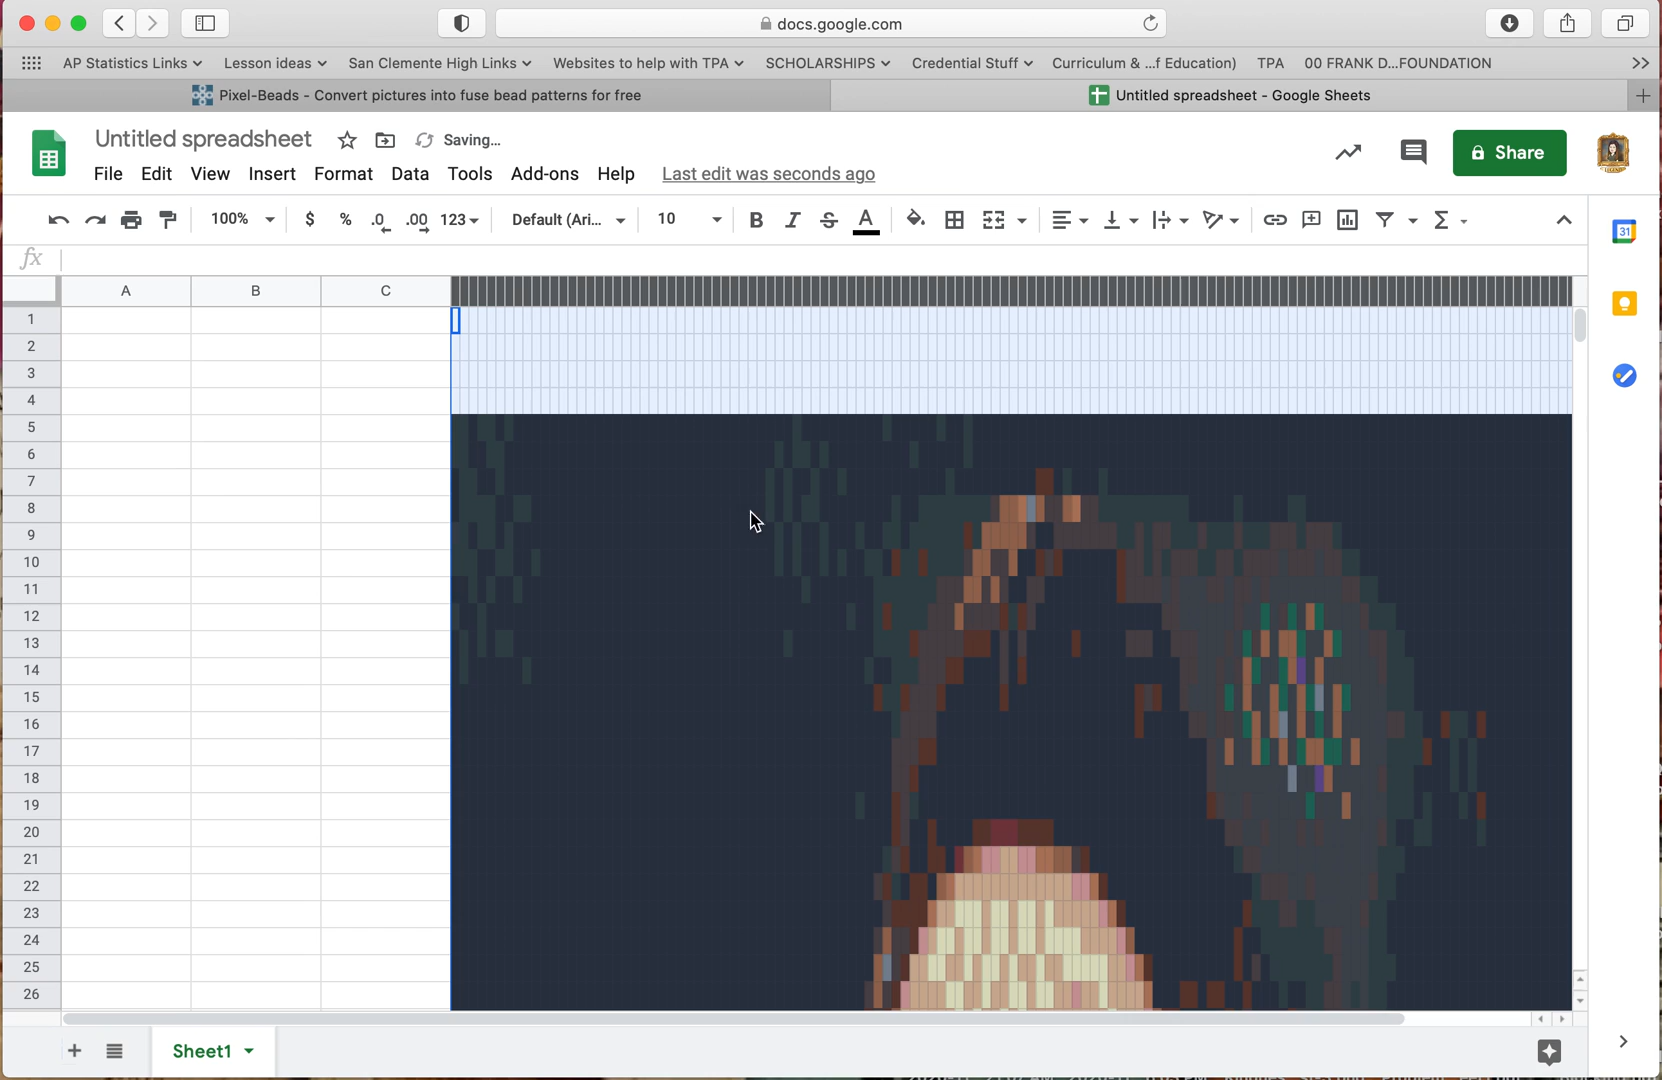 docs.google.com
AP Statistics Links Lesson ideas San Clemente High Links Websites to help with TPA SCHOLARSHIPS Credential Stuff Curriculum & ...f Education) TPA 00 FRANK D...FOUNDATION
Pixel-Beads - Convert pictures into fuse bead patterns for free
Untitled spreadsheet - Google Sheets
Untitled spreadsheet Saving...
Share
File Edit View Insert Format Data Tools Add-ons Help Last edit was seconds ago
100% $ % .0 .00 123 Default (Ari... 10 B I S A Σ
31
fx
A B C
1
2
3
4
5
6
7
8
9
10
11
12
13
14
15
16
17
18
19
20
21
22
23
24
25
26
+ Sheet1